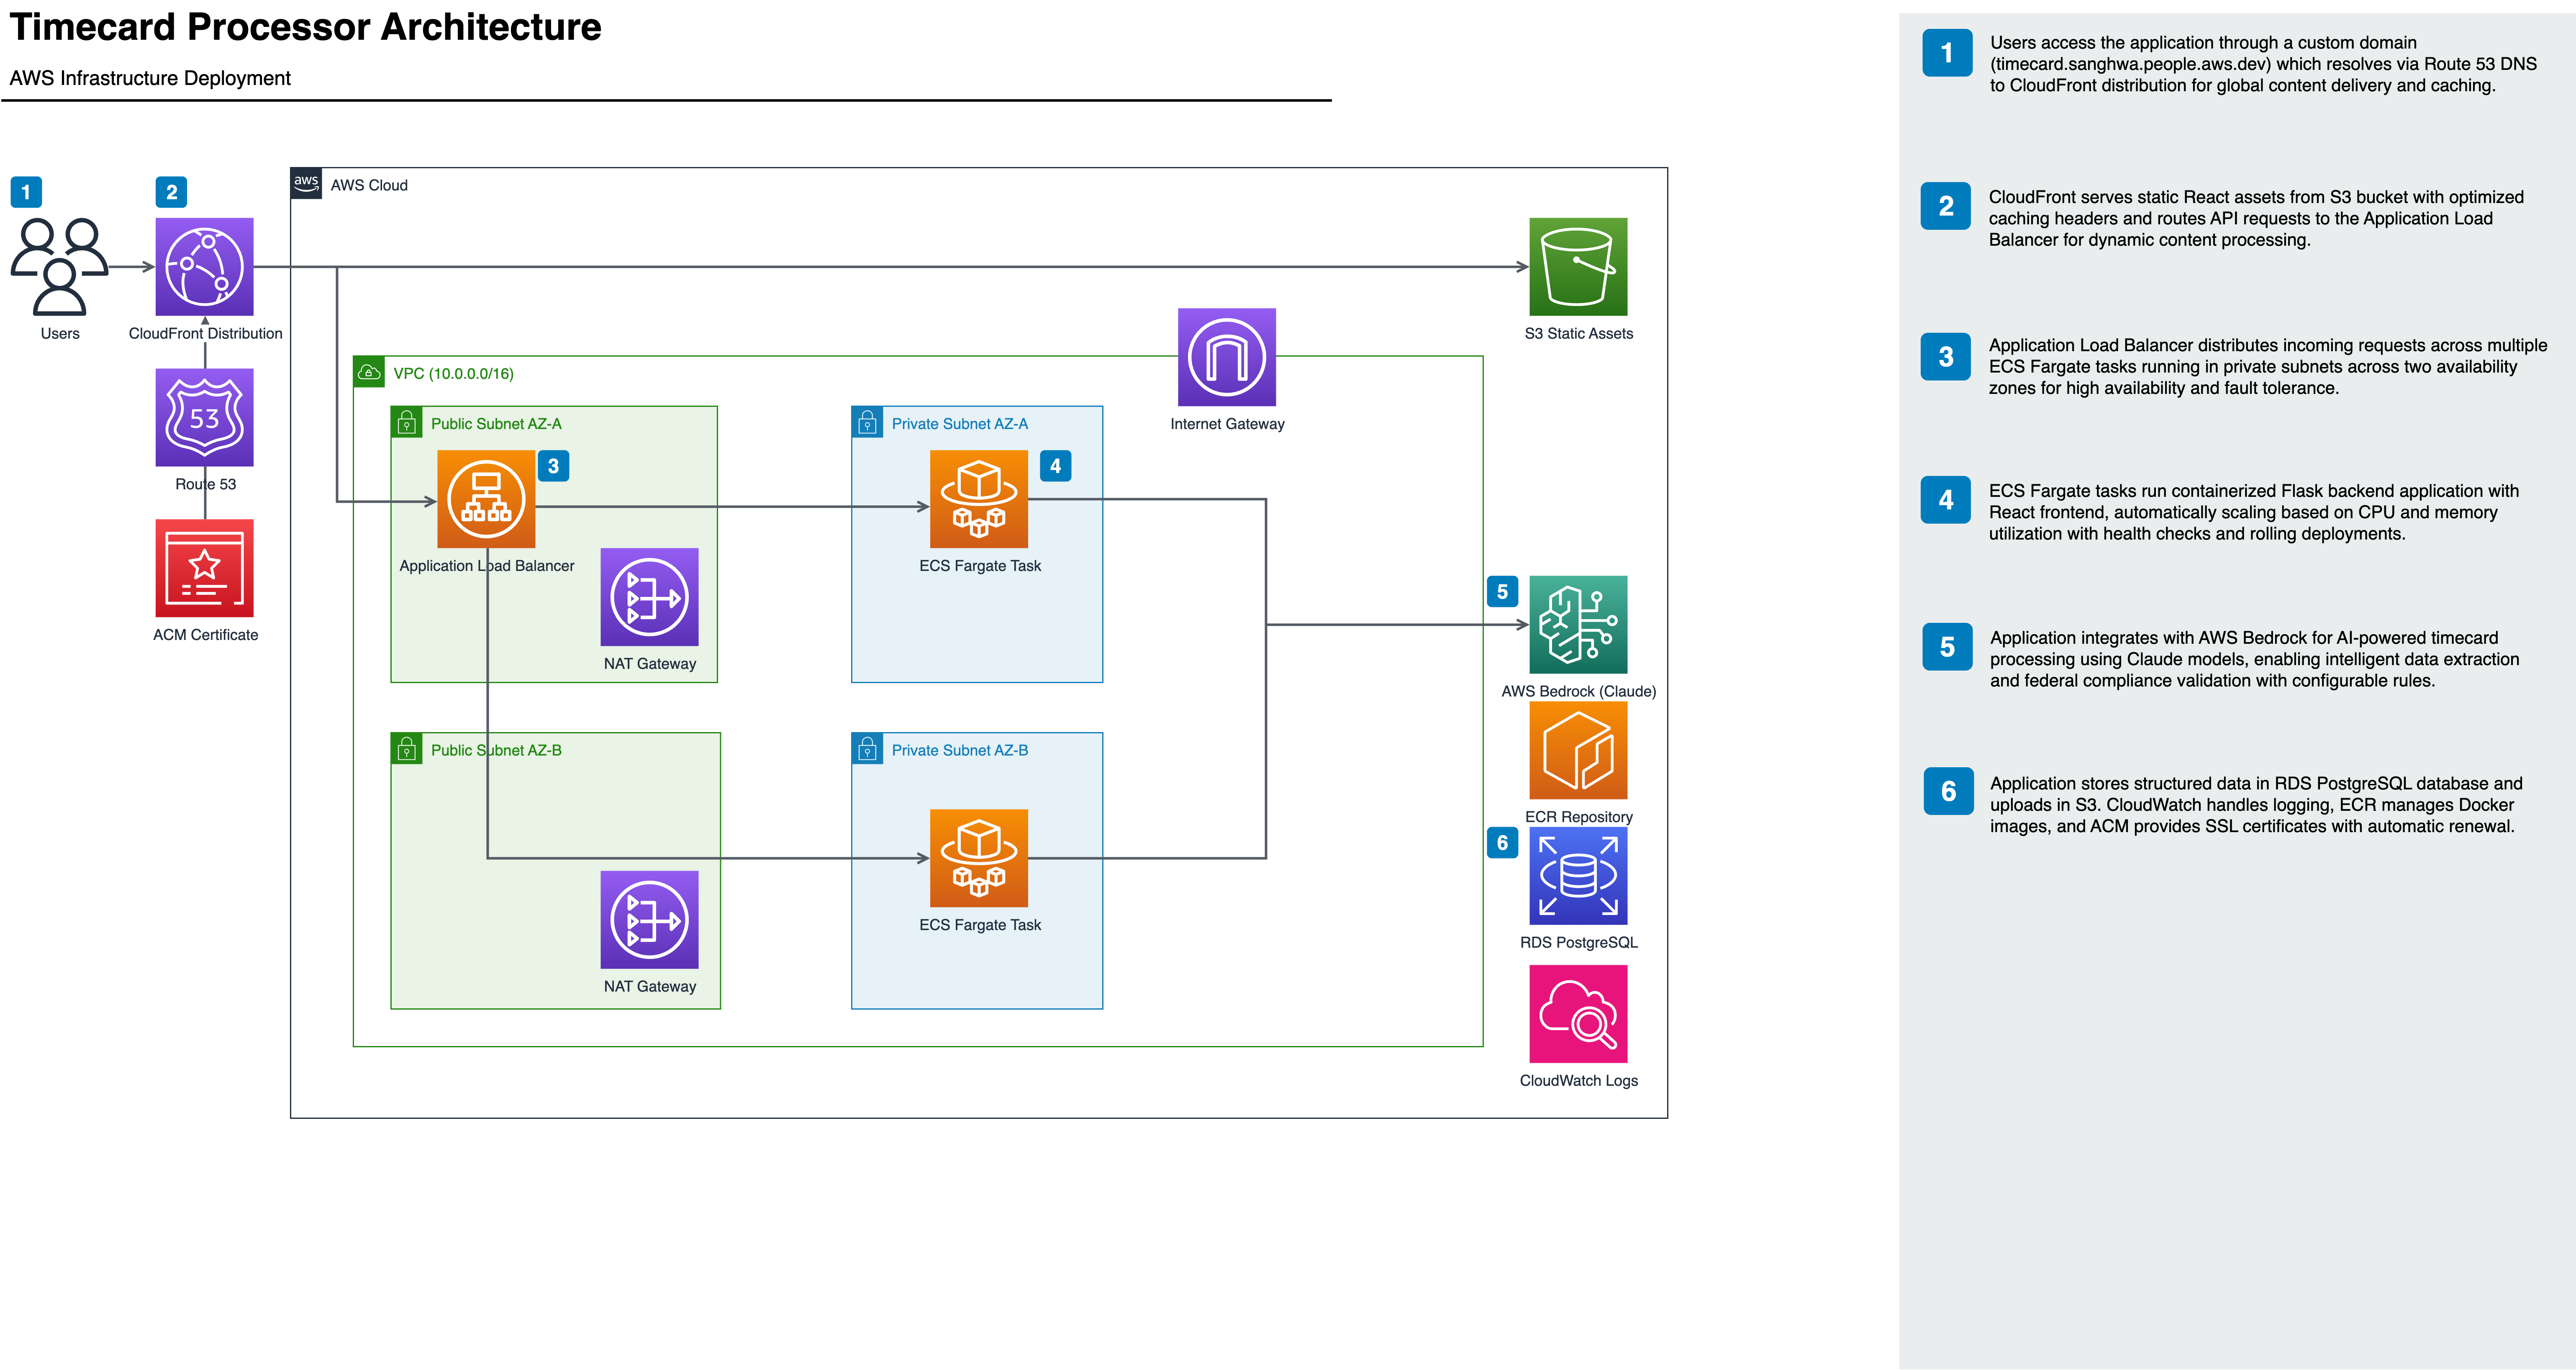 Timecard Processor Architecture
AWS Infrastructure Deployment
1
2
aws
AWS Cloud
Users
CloudFront Distribution
S3 Static Assets
VPC (10.0.0.0/16)
Internet Gateway
53
Route 53
Public Subnet AZ-A
Private Subnet AZ-A
3
4
Application Load Balancer
ECS Fargate Task
NAT Gateway
ACM Certificate
5
AWS Bedrock (Claude)
Public Subnet AZ-B
Private Subnet AZ-B
ECR Repository
6
ECS Fargate Task
RDS PostgreSQL
NAT Gateway
CloudWatch Logs
1
Users access the application through a custom domain
(timecard.sanghwa.people.aws.dev) which resolves via Route 53 DNS
to CloudFront distribution for global content delivery and caching.
2
CloudFront serves static React assets from S3 bucket with optimized
caching headers and routes API requests to the Application Load
Balancer for dynamic content processing.
3
Application Load Balancer distributes incoming requests across multiple
ECS Fargate tasks running in private subnets across two availability
zones for high availability and fault tolerance.
4
ECS Fargate tasks run containerized Flask backend application with
React frontend, automatically scaling based on CPU and memory
utilization with health checks and rolling deployments.
5
Application integrates with AWS Bedrock for AI-powered timecard
processing using Claude models, enabling intelligent data extraction
and federal compliance validation with configurable rules.
6
Application stores structured data in RDS PostgreSQL database and
uploads in S3. CloudWatch handles logging, ECR manages Docker
images, and ACM provides SSL certificates with automatic renewal.